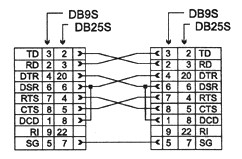 DB9S DB9S
DB25S DB25S
TD 3 2 3 2 TD
RD 2 3 2 3 RD
DTR 4 20 4 20 DTR
DSR 6 6 6 6 DSR
RTS 7 4 7 4 RTS
CTS 8 5 8 5 CTS
DCD 1 8 1 8 DCD
RI 9 22 9 22 RI
SG 5 7 5 7 SG